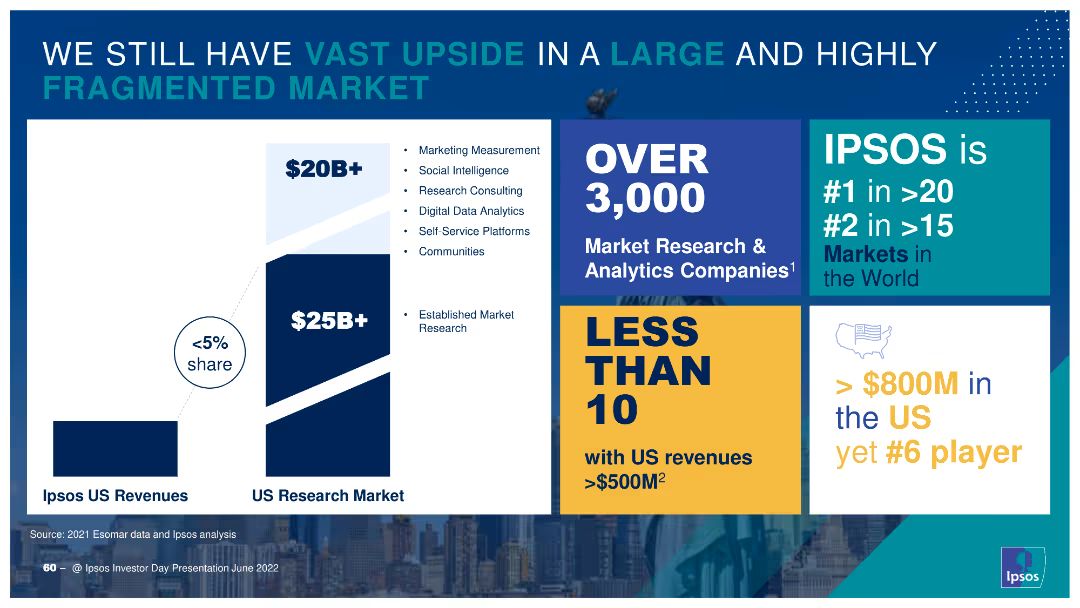 WE STILL HAVE VAST UPSIDE IN A LARGE AND HIGHLY
FRAGMENTED MARKET
$20B+
• Marketing Measurement
• Social Intelligence
• Research Consulting
• Digital Data Analytics
• Self-Service Platforms
• Communities
$25B+
• Established Market
Research
<5%
share
Ipsos US Revenues
US Research Market
OVER
3,000
Market Research &
Analytics Companies¹
IPSOS is
#1 in >20
#2 in >15
Markets in
the World
LESS
THAN
10
with US revenues
>$500M²
> $800M in
the US
yet #6 player
Source: 2021 Esomar data and Ipsos analysis
60 – @ Ipsos Investor Day Presentation June 2022
Ipsos